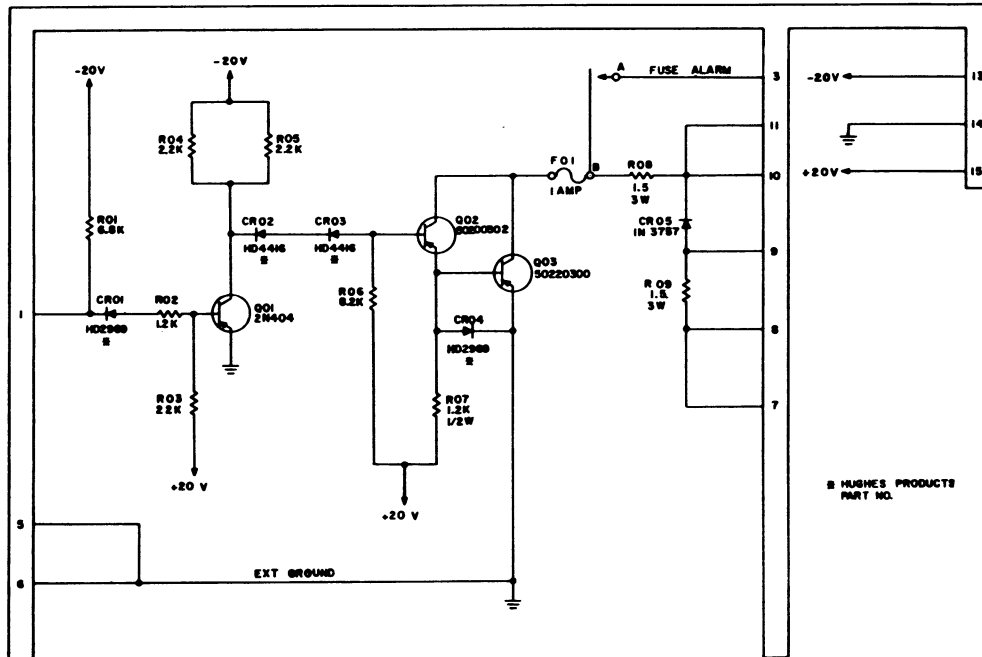 -20V
-20V
A
FUSE ALARM
3
-20V
13
R04
2.2K
R05
2.2K
11
14
F01
1 AMP
B
R08
1.5
3W
10
+20V
15
R01
6.8K
CR02
HD4416
*
CR03
HD4416
*
Q02
50200802
CR05
IN 3757
9
Q03
50220300
R06
8.2K
R09
1.5.
3W
1
CR01
HD2969
*
R02
1.2K
Q01
2N404
CR04
HD2969
*
8
R03
22K
R07
1.2K
1/2W
7
+20 V
+20 V
* HUGHES PRODUCTS
PART NO.
5
6
EXT GROUND